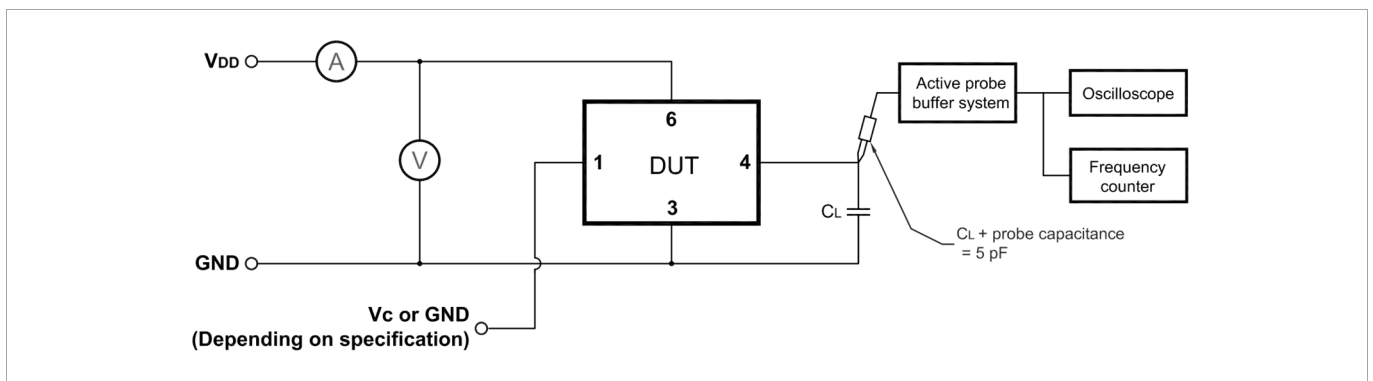 VDD
A
V
GND
Vc or GND
(Depending on specification)
6
1
DUT
4
3
CL
Active probe
buffer system
Oscilloscope
Frequency
counter
CL + probe capacitance
= 5 pF